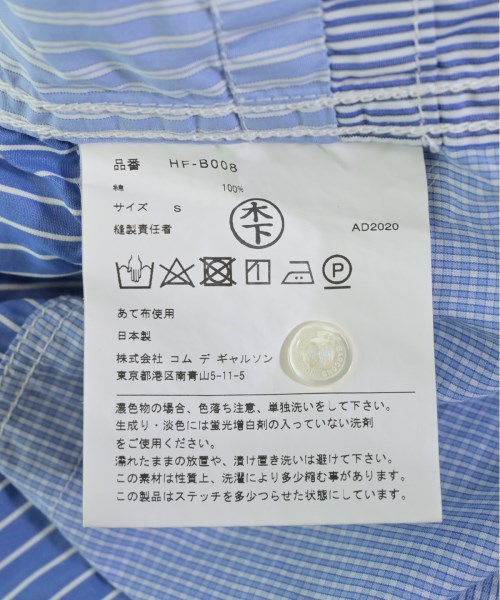 品番 HF-B008
綿 100%
サイズ S
木下
縫製責任者 AD2020
P
あて布使用
日本製
株式会社 コム デ ギャルソン
東京都港区南青山5-11-5
濃色物の場合、色落ち注意、単独洗いをして下さい。
生成り・淡色には蛍光増白剤の入っていない洗剤
をご使用ください。
濡れたままの放置や、漬け置き洗いは避けて下さい。
この素材は性質上、洗濯により多少縮む事があります。
この製品はステッチを多少つらせた状態にしています。